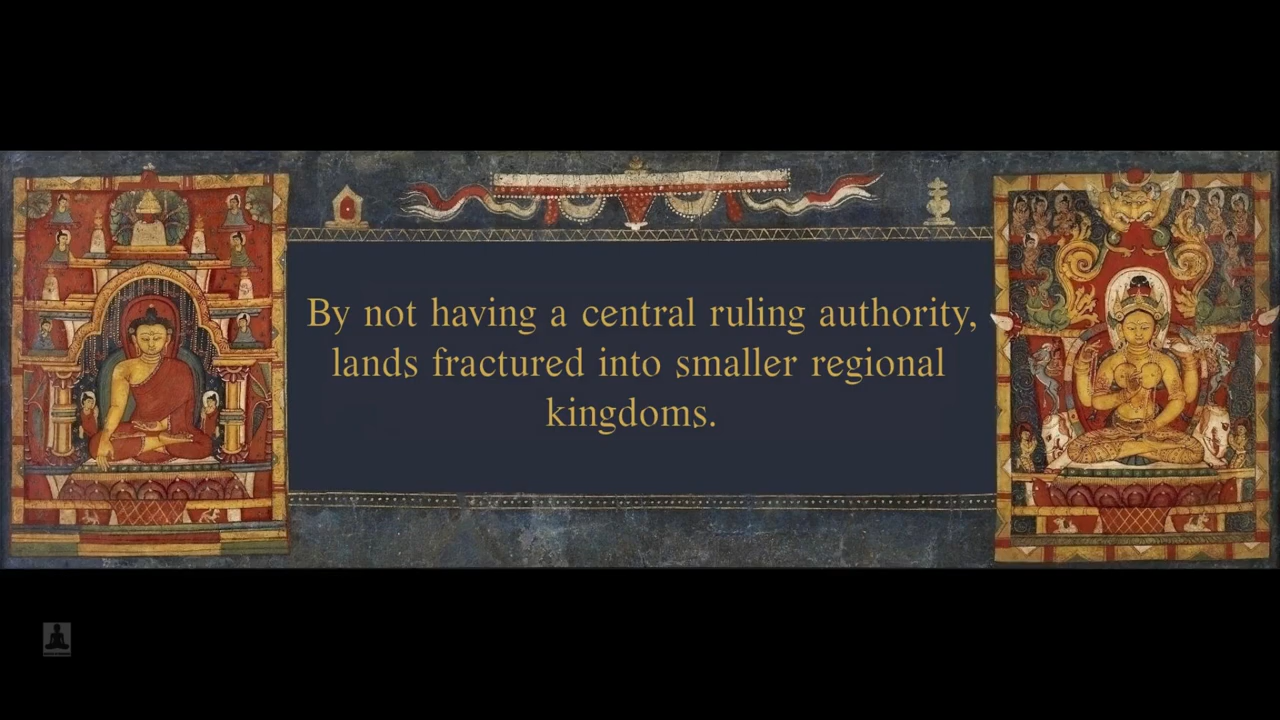 By not having a central ruling authority,
lands fractured into smaller regional
kingdoms.